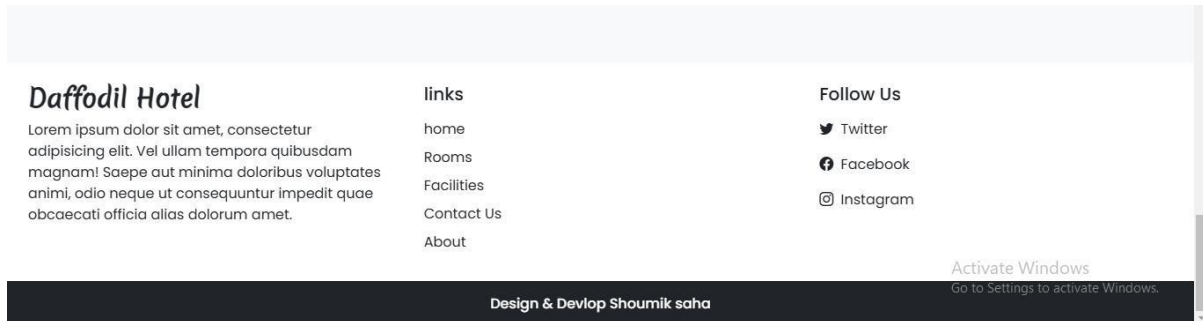 Daffodil Hotel
Lorem ipsum dolor sit amet, consectetur
adipisicing elit. Vel ullam tempora quibusdam
magnam! Saepe aut minima doloribus voluptates
animi, odio neque ut consequuntur impedit quae
obcaecati officia alias dolorum amet.
links
home
Rooms
Facilities
Contact Us
About
Follow Us
Twitter
Facebook
Instagram
Activate Windows
Go to Settings to activate Windows.
Design & Devlop Shoumik saha